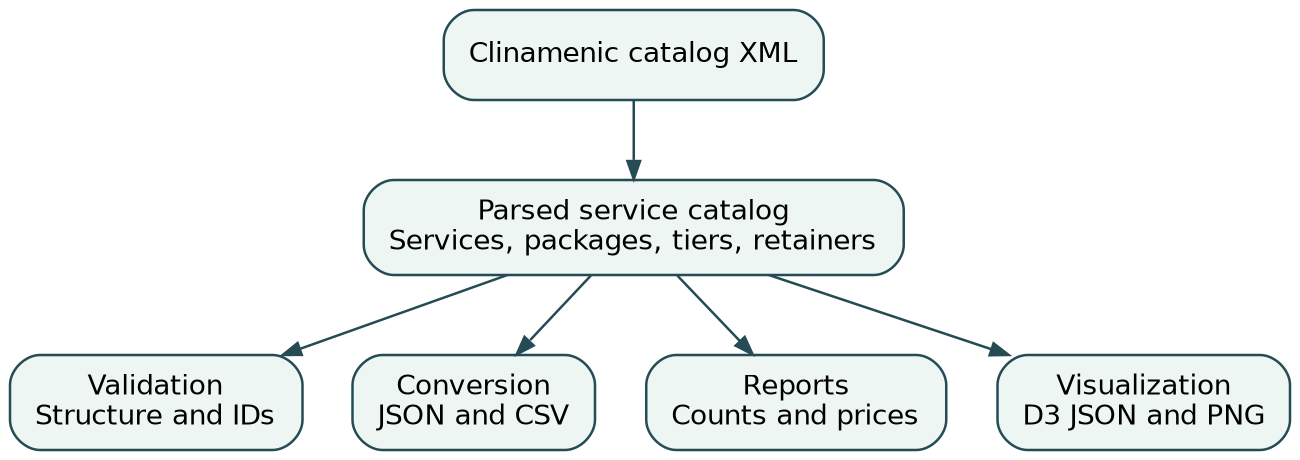 Clinamenic catalog XML
Parsed service catalog
Services, packages, tiers, retainers
Validation
Structure and IDs
Conversion
JSON and CSV
Reports
Counts and prices
Visualization
D3 JSON and PNG